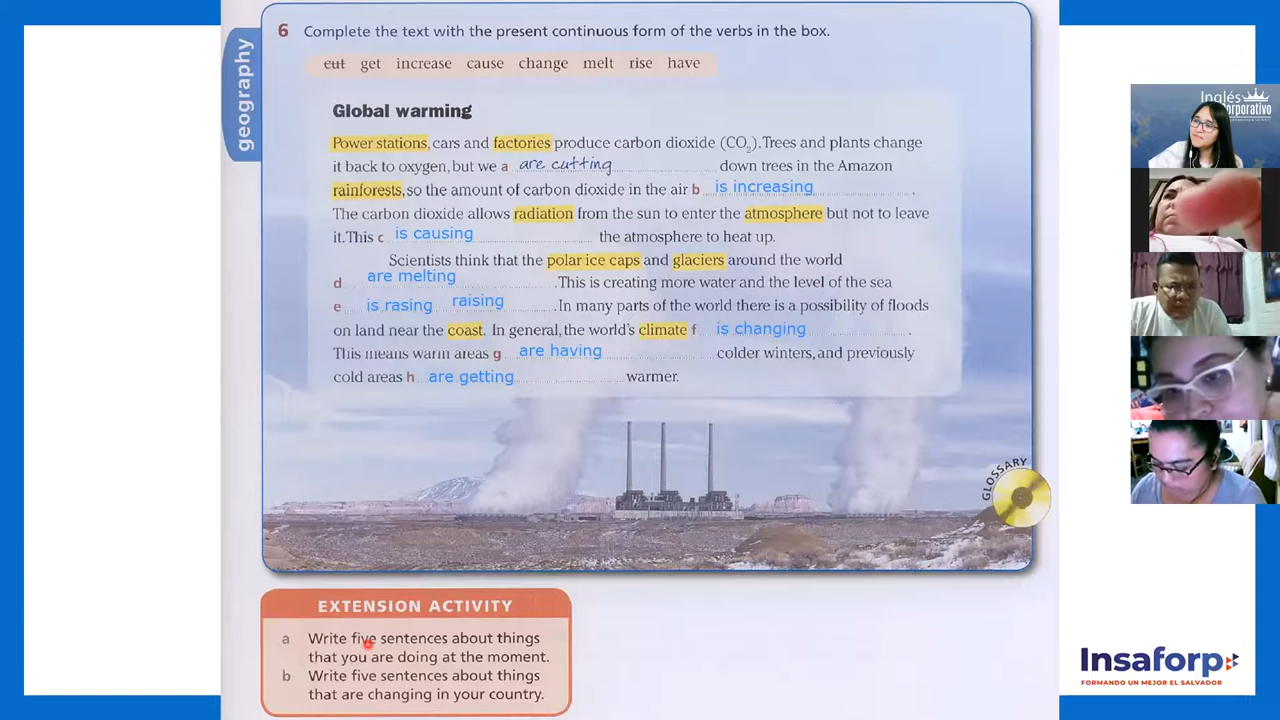 geography
6 Complete the text with the present continuous form of the verbs in the box.
cut get increase cause change melt rise have
Global warming
Power stations, cars and factories produce carbon dioxide (CO₂). Trees and plants change
it back to oxygen, but we a are cutting down trees in the Amazon
rainforests, so the amount of carbon dioxide in the air b is increasing .
The carbon dioxide allows radiation from the sun to enter the atmosphere but not to leave
it. This c is causing the atmosphere to heat up.
Scientists think that the polar ice caps and glaciers around the world
d are melting . This is creating more water and the level of the sea
e is rasing raising . In many parts of the world there is a possibility of floods
on land near the coast. In general, the world's climate f is changing .
This means warm areas g are having colder winters, and previously
cold areas h are getting warmer.
GLOSSARY
EXTENSION ACTIVITY
a Write five sentences about things
that you are doing at the moment.
b Write five sentences about things
that are changing in your country.
Inglés
Corporativo
Insaforp
FORMANDO UN MEJOR EL SALVADOR